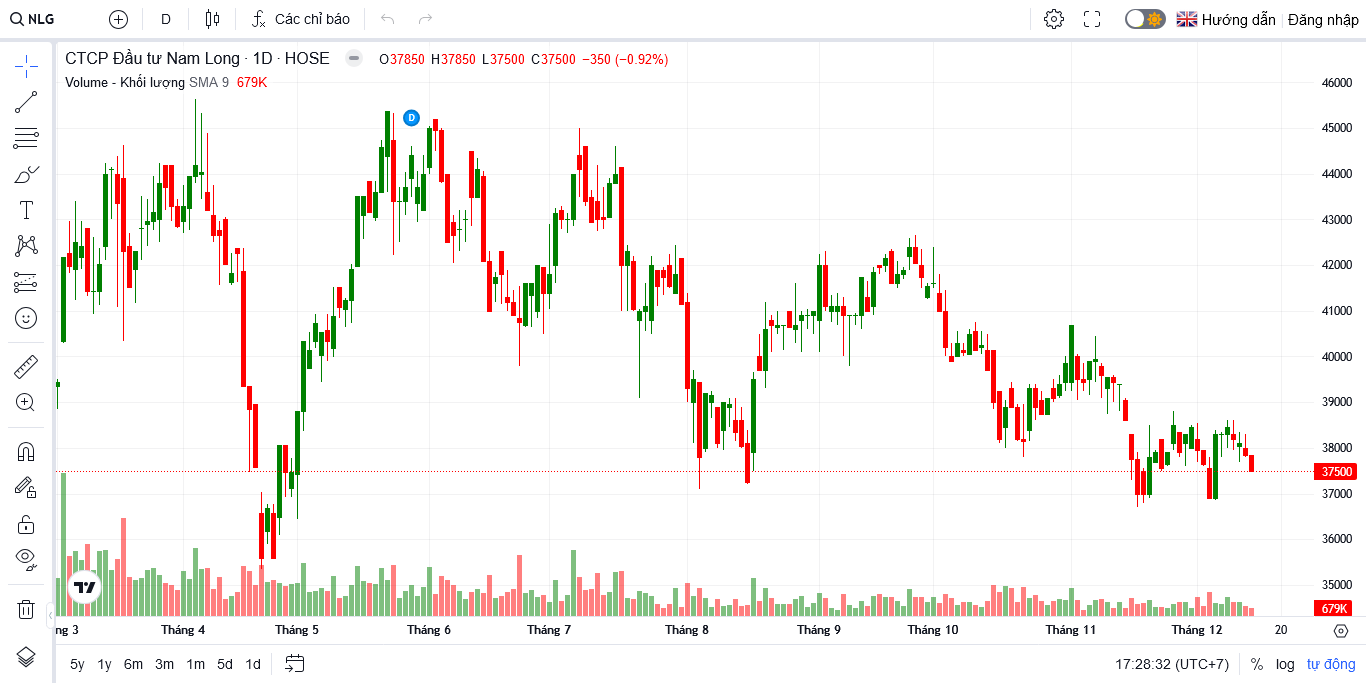 NLG D Các chỉ báo Hướng dẫn Đăng nhập
CTCP Đầu tư Nam Long · 1D · HOSE O37850 H37850 L37500 C37500 −350 (−0.92%)
Volume - Khối lượng SMA 9 679K
46000
45000
D
44000
43000
42000
41000
40000
39000
38000
37500
37000
36000
35000
679K
ng 3 Tháng 4 Tháng 5 Tháng 6 Tháng 7 Tháng 8 Tháng 9 Tháng 10 Tháng 11 Tháng 12 20
5y 1y 6m 3m 1m 5d 1d 17:28:32 (UTC+7) % log tự động